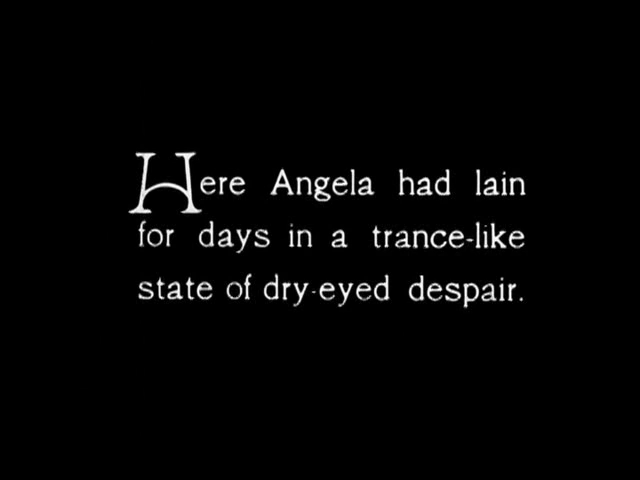 Here Angela had lain
for days in a trance-like
state of dry-eyed despair.